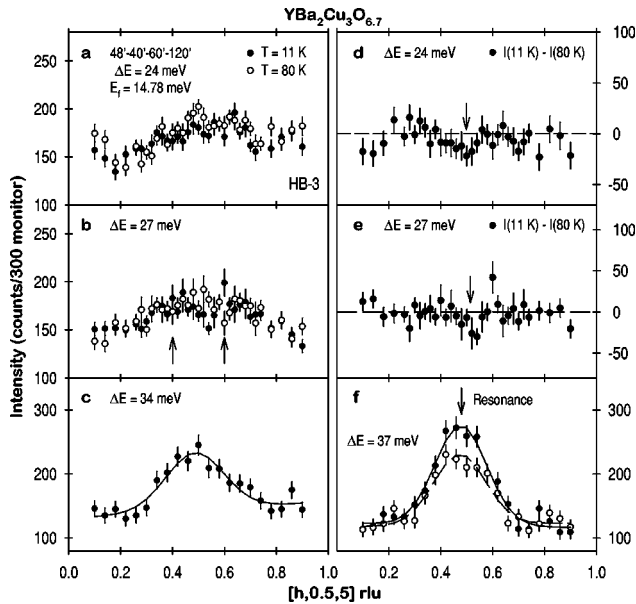 YBa2Cu3O6.7
a
48'-40'-60'-120'
ΔE = 24 meV
Ef = 14.78 meV
T = 11 K
T = 80 K
HB-3
250
200
150
100
d
ΔE = 24 meV
I(11 K) - I(80 K)
100
50
0
-50
b
ΔE = 27 meV
250
200
150
100
e
ΔE = 27 meV
I(11 K) - I(80 K)
100
50
0
-50
c
ΔE = 34 meV
300
200
100
f
Resonance
ΔE = 37 meV
300
200
100
0.0 0.2 0.4 0.6 0.8 0.0 0.2 0.4 0.6 0.8 1.0
[h,0.5,5] rlu
Intensity (counts/300 monitor)